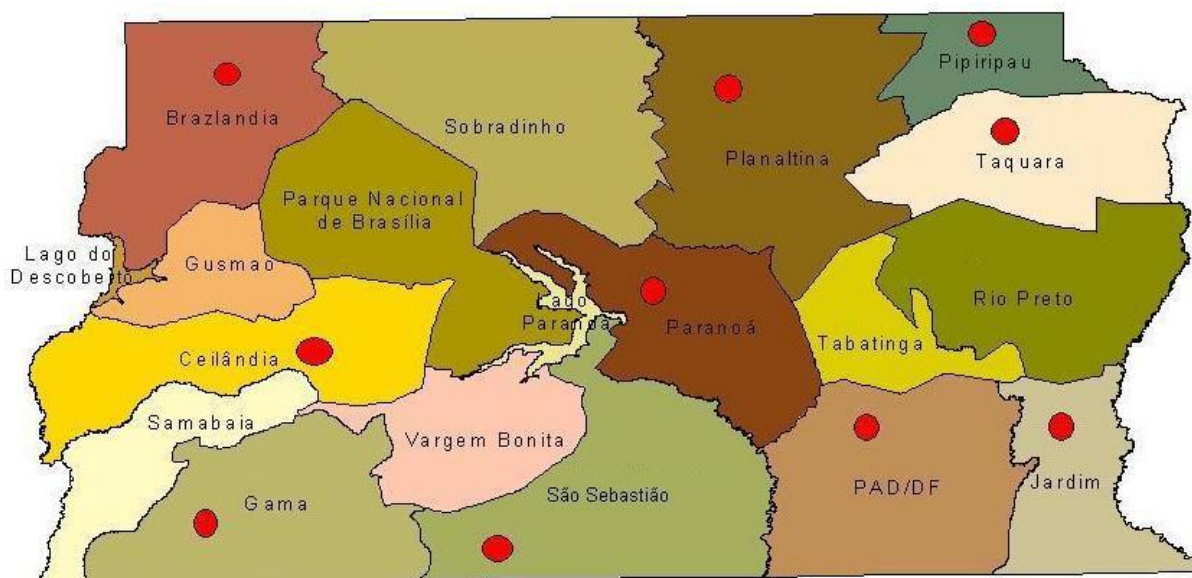 Pipiripau
Brazlandia
Sobradinho
Planaltina
Taquara
Parque Nacional
de Brasília
Lago do
Descoberto
Gusmao
Lago
Paranoá
Paranoá
Rio Preto
Ceilândia
Tabatinga
Samabaia
Vargem Bonita
São Sebastião
PAD/DF
Jardim
Gama